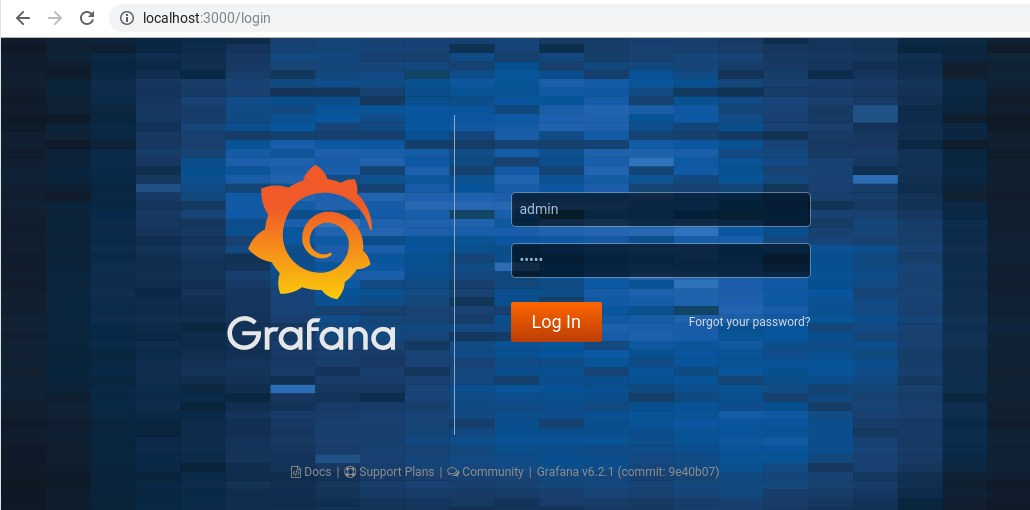 localhost:3000/login
admin
•••••
Grafana
Log In
Forgot your password?
Docs | Support Plans | Community | Grafana v6.2.1 (commit: 9e40b07)